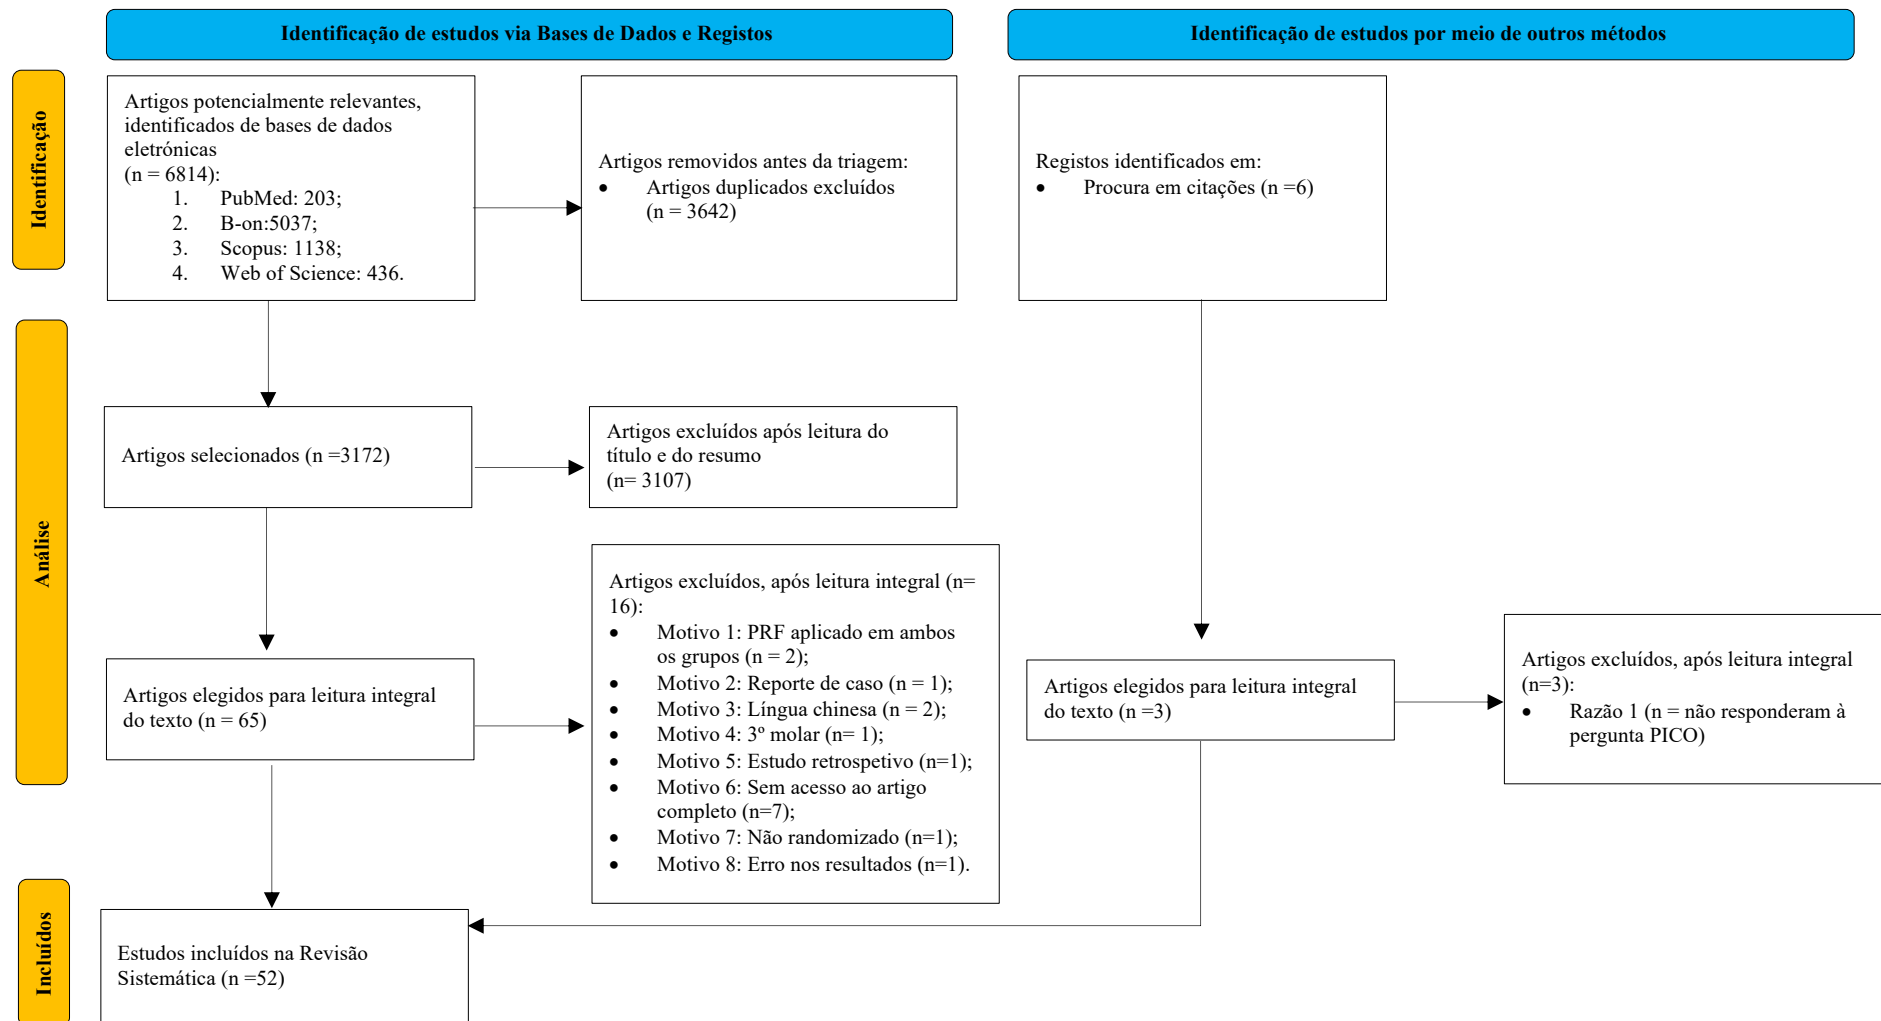 Identificação de estudos via Bases de Dados e Registos
Identificação de estudos por meio de outros métodos
Identificação
Artigos potencialmente relevantes,
identificados de bases de dados
eletrónicas
(n = 6814):
1. PubMed: 203;
2. B-on:5037;
3. Scopus: 1138;
4. Web of Science: 436.
Artigos removidos antes da triagem:
• Artigos duplicados excluídos
(n = 3642)
Registos identificados em:
• Procura em citações (n =6)
Análise
Artigos selecionados (n =3172)
Artigos excluídos após leitura do
título e do resumo
(n= 3107)
Artigos elegidos para leitura integral
do texto (n = 65)
Artigos excluídos, após leitura integral (n=
16):
• Motivo 1: PRF aplicado em ambos
os grupos (n = 2);
• Motivo 2: Reporte de caso (n = 1);
• Motivo 3: Língua chinesa (n = 2);
• Motivo 4: 3º molar (n= 1);
• Motivo 5: Estudo retrospetivo (n=1);
• Motivo 6: Sem acesso ao artigo
completo (n=7);
• Motivo 7: Não randomizado (n=1);
• Motivo 8: Erro nos resultados (n=1).
Artigos elegidos para leitura integral
do texto (n =3)
Artigos excluídos, após leitura integral
(n=3):
• Razão 1 (n = não responderam à
pergunta PICO)
Incluídos
Estudos incluídos na Revisão
Sistemática (n =52)